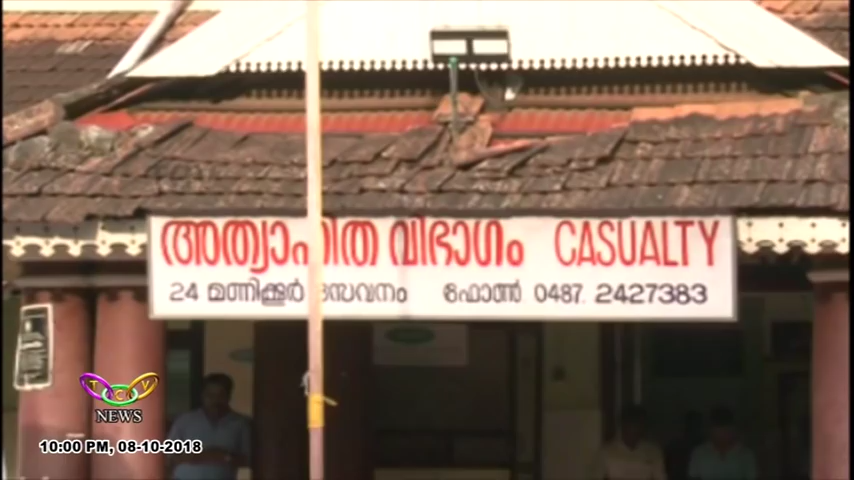 അത്യാഹിത വിഭാഗം CASUALTY
24 മണിക്കൂർ സേവനം ഫോൺ 0487. 2427383
TCV
NEWS
10:00 PM, 08-10-2018